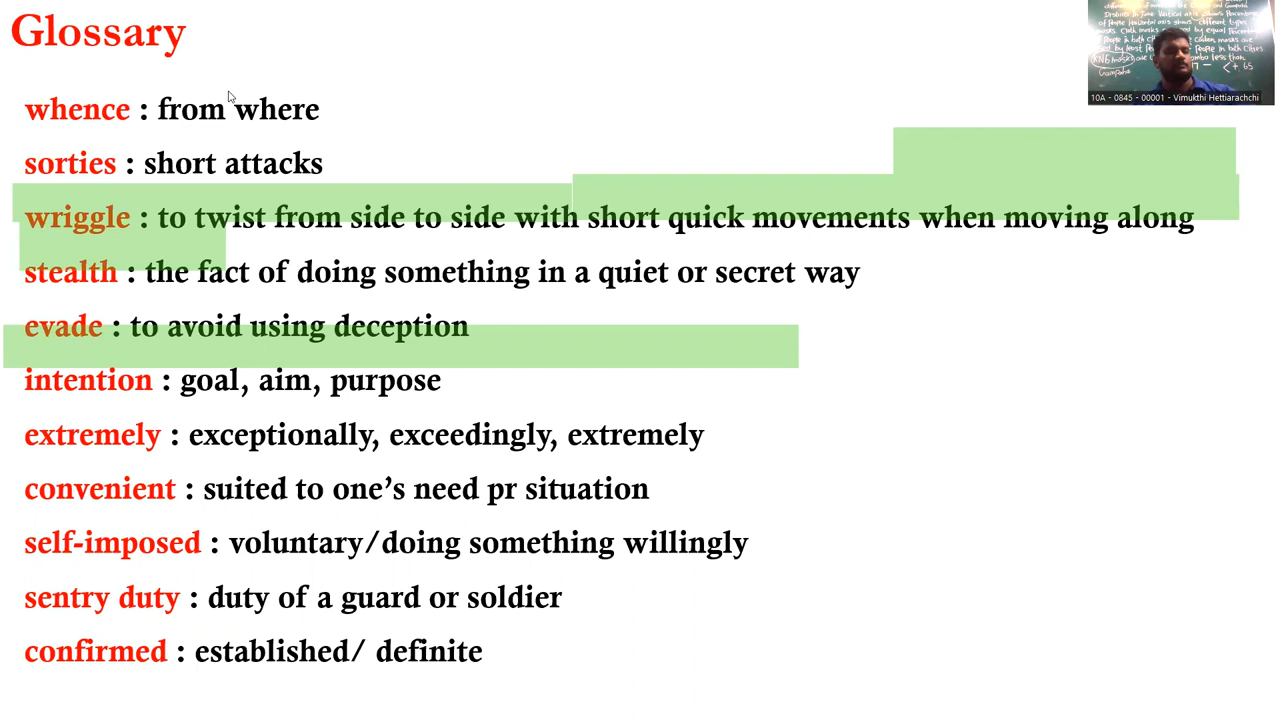 Glossary
whence : from where
sorties : short attacks
wriggle : to twist from side to side with short quick movements when moving along
stealth : the fact of doing something in a quiet or secret way
evade : to avoid using deception
intention : goal, aim, purpose
extremely : exceptionally, exceedingly, extremely
convenient : suited to one’s need pr situation
self-imposed : voluntary/doing something willingly
sentry duty : duty of a guard or soldier
confirmed : established/ definite
10A - 0845 - 00001 - Vimukthi Hettiarachchi